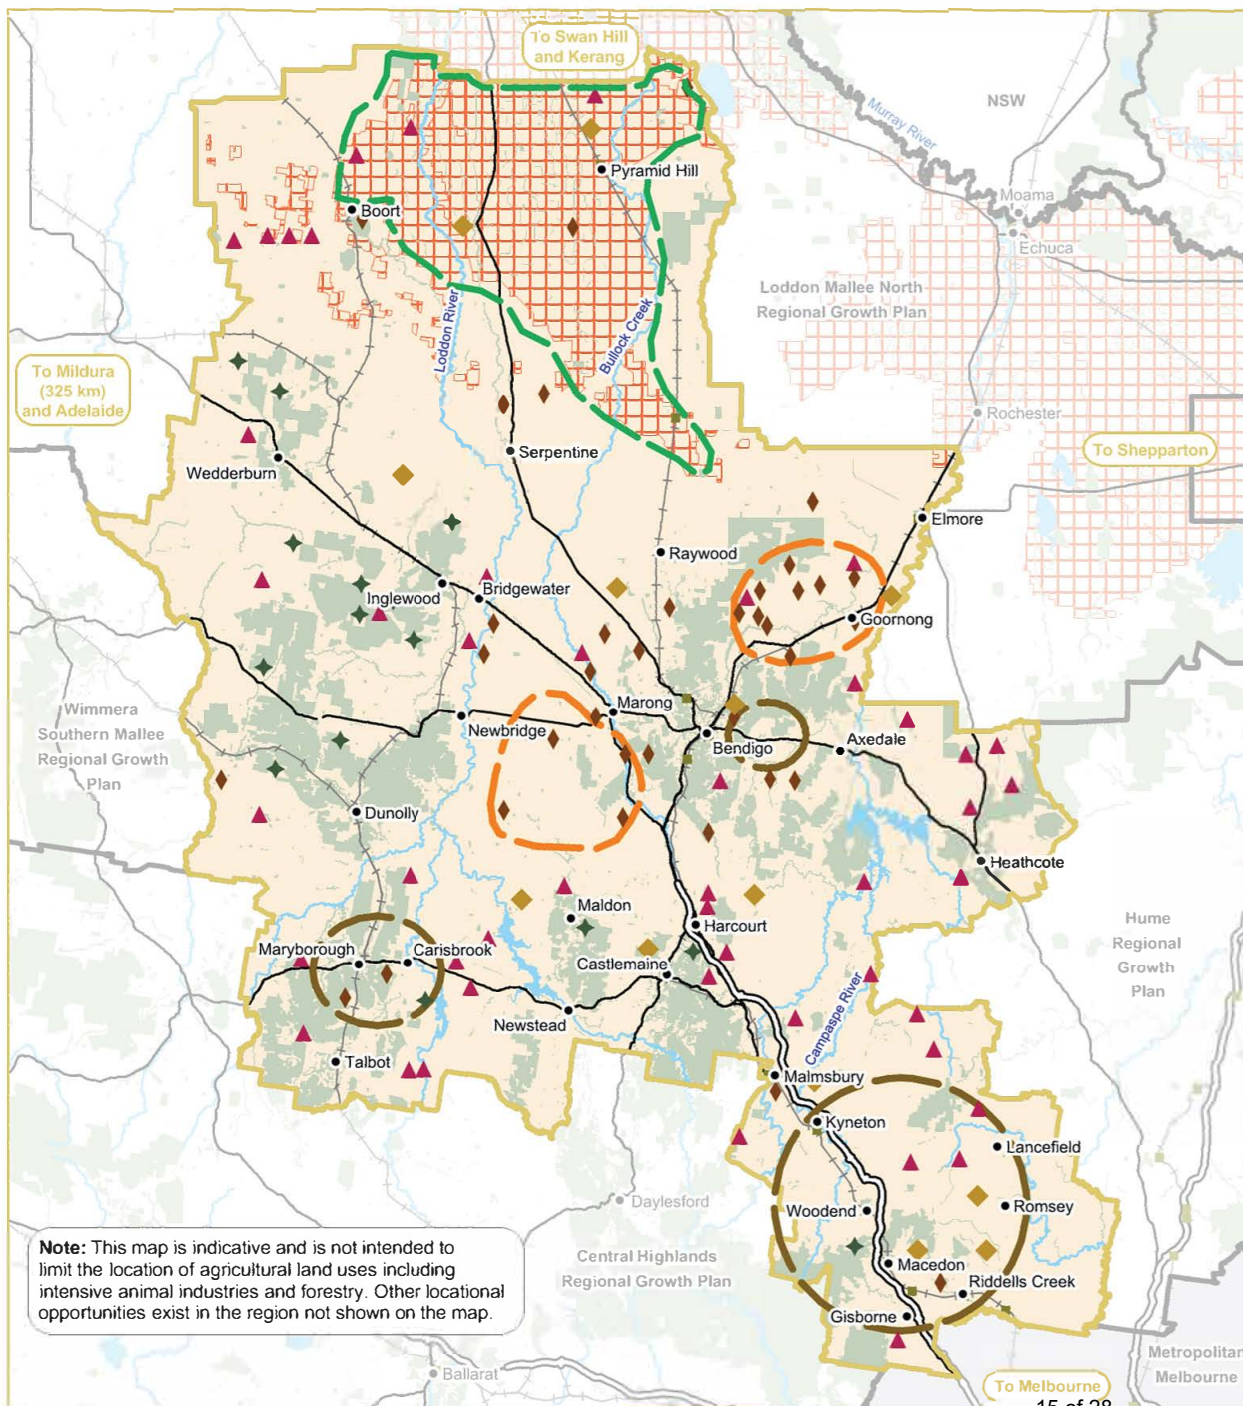 To Swan Hill
and Kerang
NSW
Murray River
Moama
Echuca
Pyramid Hill
Boort
Loddon Mallee North
Regional Growth Plan
Loddon River
Bullock Creek
To Mildura
(325 km)
and Adelaide
Rochester
To Shepparton
Serpentine
Wedderburn
Elmore
Raywood
Inglewood
Bridgewater
Goornong
Wimmera
Southern Mallee
Regional Growth
Plan
Marong
Newbridge
Bendigo
Axedale
Dunolly
Heathcote
Maldon
Harcourt
Hume
Regional
Growth
Plan
Maryborough
Carisbrook
Castlemaine
Newstead
Campaspe River
Talbot
Malmsbury
Kyneton
Lancefield
Daylesford
Woodend
Romsey
Central Highlands
Regional Growth Plan
Macedon
Riddells Creek
Gisborne
Note: This map is indicative and is not intended to
limit the location of agricultural land uses including
intensive animal industries and forestry. Other locational
opportunities exist in the region not shown on the map.
Metropolitan
Melbourne
Ballarat
To Melbourne
15 of 28